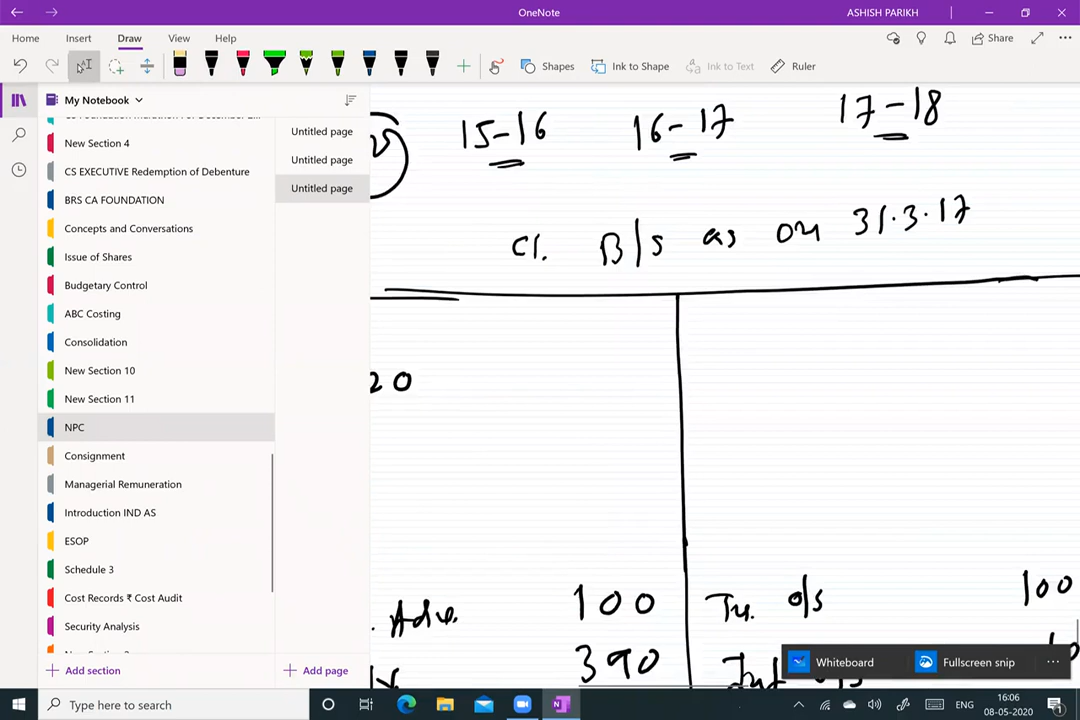 OneNote
ASHISH PARIKH
Home Insert Draw View Help
Share
Shapes Ink to Shape Ink to Text Ruler
My Notebook
New Section 4
CS EXECUTIVE Redemption of Debenture
BRS CA FOUNDATION
Concepts and Conversations
Issue of Shares
Budgetary Control
ABC Costing
Consolidation
New Section 10
New Section 11
NPC
Consignment
Managerial Remuneration
Introduction IND AS
ESOP
Schedule 3
Cost Records ₹ Cost Audit
Security Analysis
Add section
Untitled page
Untitled page
Untitled page
Add page
15-16 16-17 17-18
Cl. B/s as on 31.3.17
20
Adv. 100 Tu. o/s 100
390
Whiteboard Fullscreen snip
Type here to search
ENG
16:06
08-05-2020